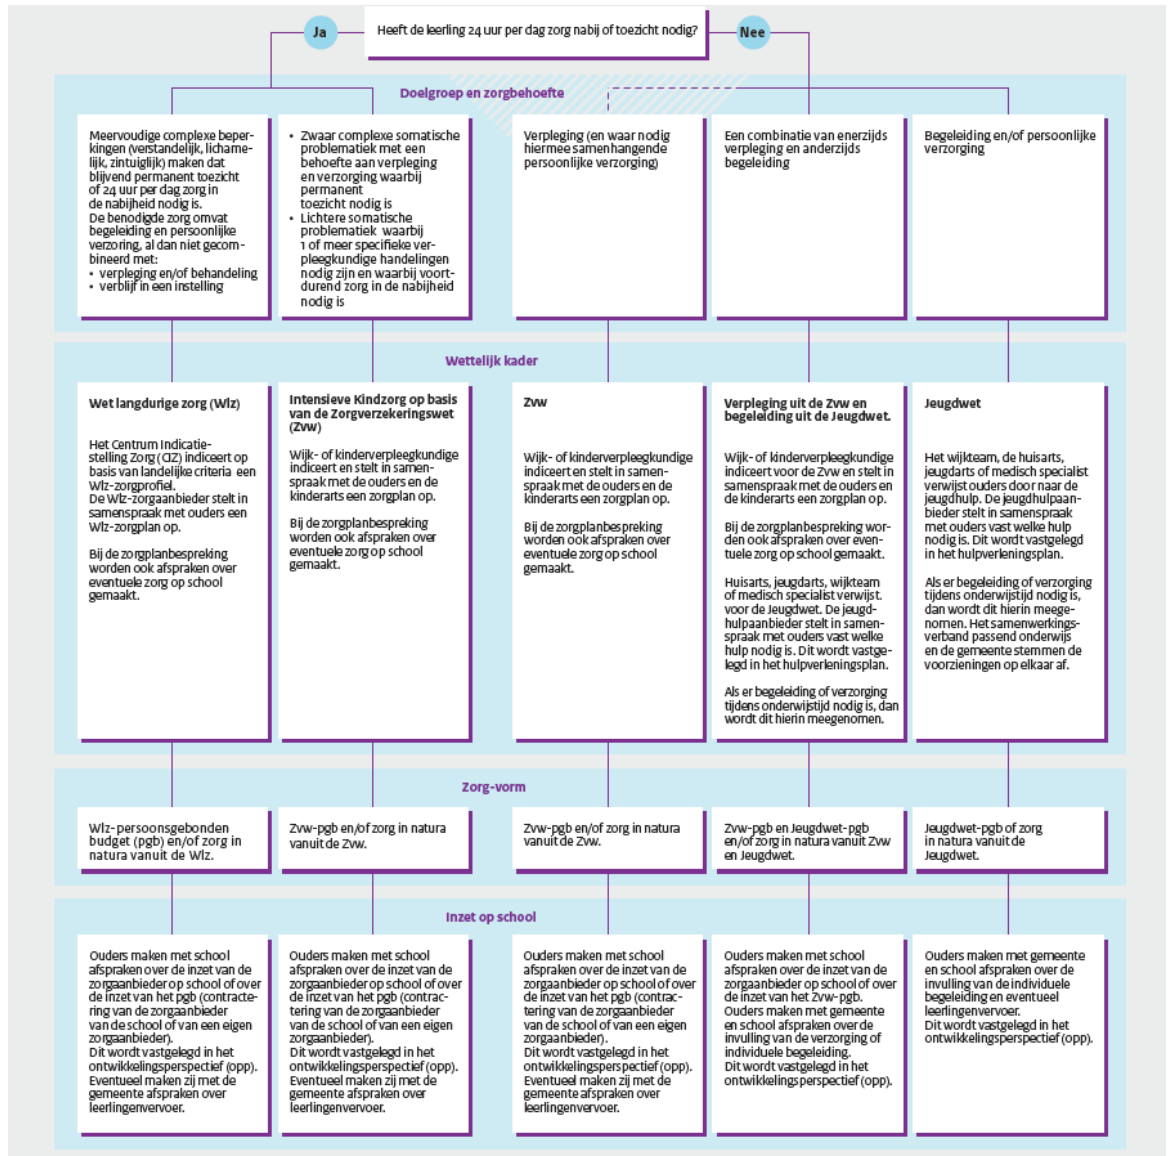 Ja
Heeft de leerling 24 uur per dag zorg nabij of toezicht nodig?
Nee
Doelgroep en zorgbehoefte
Meervoudige complexe beper-
kingen (verstandelijk, lichame-
lijk, zintuiglijk) maken dat
blijvend permanent toezicht
of 24 uur per dag zorg in
de nabijheid nodig is.
De benodigde zorg omvat
begeleiding en persoonlijke
verzoring, al dan niet gecom-
bineerd met:
• verpleging en/of behandeling
• verblijf in een instelling
• Zwaar complexe somatische
problematiek met een
behoefte aan verpleging
en verzorging waarbij
permanent
toezicht nodig is
• Lichtere somatische
problematiek waarbij
1 of meer specifieke ver-
pleegkundige handelingen
nodig zijn en waarbij voort-
durend zorg in de nabijheid
nodig is
Verpleging (en waar nodig
hiermee samenhangende
persoonlijke verzorging)
Een combinatie van enerzijds
verpleging en anderzijds
begeleiding
Begeleiding en/of persoonlijke
verzorging
Wettelijk kader
Wet langdurige zorg (Wlz)
Het Centrum Indicatie-
stelling Zorg (CIZ) indiceert op
basis van landelijke criteria een
Wlz-zorgprofiel.
De Wlz-zorgaanbieder stelt in
samenspraak met ouders een
Wlz-zorgplan op.
Bij de zorgplanbespreking
worden ook afspraken over
eventuele zorg op school
gemaakt.
Intensieve Kindzorg op basis
van de Zorgverzekeringswet
(Zvw)
Wijk- of kinderverpleegkundige
indiceert en stelt in samen-
spraak met de ouders en de
kinderarts een zorgplan op.
Bij de zorgplanbespreking
worden ook afspraken over
eventuele zorg op school
gemaakt.
Zvw
Wijk- of kinderverpleegkundige
indiceert en stelt in samen-
spraak met de ouders en de
kinderarts een zorgplan op.
Bij de zorgplanbespreking
worden ook afspraken over
eventuele zorg op school
gemaakt.
Verpleging uit de Zvw en
begeleiding uit de Jeugdwet.
Wijk- of kinderverpleegkundige
indiceert voor de Zvw en stelt in
samenspraak met de ouders en
de kinderarts een zorgplan op.
Bij de zorgplanbespreking wor-
den ook afspraken over even-
tuele zorg op school gemaakt.
Huisarts, jeugdarts, wijkteam
of medisch specialist verwijst.
voor de Jeugdwet. De jeugd-
hulpaanbieder stelt in samen-
spraak met ouders vast welke
hulp nodig is. Dit wordt vastge-
legd in het hulpverleningsplan.
Als er begeleiding of verzorging
tijdens onderwijstijd nodig is, dan
wordt dit hierin meegenomen.
Jeugdwet
Het wijkteam, de huisarts,
jeugdarts of medisch specialist
verwijst ouders door naar de
jeugdhulp. De jeugdhulpaan-
bieder stelt in samenspraak
met ouders vast welke hulp
nodig is. Dit wordt vastgelegd
in het hulpverleningsplan.
Als er begeleiding of verzorging
tijdens onderwijstijd nodig is,
dan wordt dit hierin meege-
nomen. Het samenwerkings-
verband passend onderwijs
en de gemeente stemmen de
voorzieningen op elkaar af.
Zorg-vorm
Wlz-persoonsgebonden
budget (pgb) en/of zorg in
natura vanuit de Wlz.
Zvw-pgb en/of zorg in natura
vanuit de Zvw.
Zvw-pgb en/of zorg in natura
vanuit de Zvw.
Zvw-pgb en Jeugdwet-pgb
en/of zorg in natura vanuit Zvw
en Jeugdwet.
Jeugdwet-pgb of zorg
in natura vanuit de
Jeugdwet.
Inzet op school
Ouders maken met school
afspraken over de inzet van de
zorgaanbieder op school of over
de inzet van het pgb (contracte-
ring van de zorgaanbieder
van de school of van een eigen
zorgaanbieder).
Dit wordt vastgelegd in het
ontwikkelingsperspectief (opp).
Eventueel maken zij met de
gemeente afspraken over
leerlingenvervoer.
Ouders maken met school
afspraken over de inzet van de
zorgaanbieder op school of over
de inzet van het pgb (contrac-
tering van de zorgaanbieder
van de school of van een eigen
zorgaanbieder).
Dit wordt vastgelegd in het
ontwikkelingsperspectief (opp).
Eventueel maken zij met de
gemeente afspraken over
leerlingenvervoer.
Ouders maken met school
afspraken over de inzet van de
zorgaanbieder op school of over
de inzet van het pgb (contrac-
tering van de zorgaanbieder
van de school of van een eigen
zorgaanbieder).
Dit wordt vastgelegd in het
ontwikkelingsperspectief (opp).
Eventueel maken zij met de
gemeente afspraken over
leerlingenvervoer.
Ouders maken met school
afspraken over de inzet van de
zorgaanbieder op school of over
de inzet van het Zvw-pgb.
Ouders maken met gemeente
en school afspraken over de
invulling van de verzorging of
individuele begeleiding.
Dit wordt vastgelegd in het
ontwikkelingsperspectief (opp).
Ouders maken met gemeente
en school afspraken over de
invulling van de individuele
begeleiding en eventueel
leerlingenvervoer.
Dit wordt vastgelegd in het
ontwikkelingsperspectief (opp).